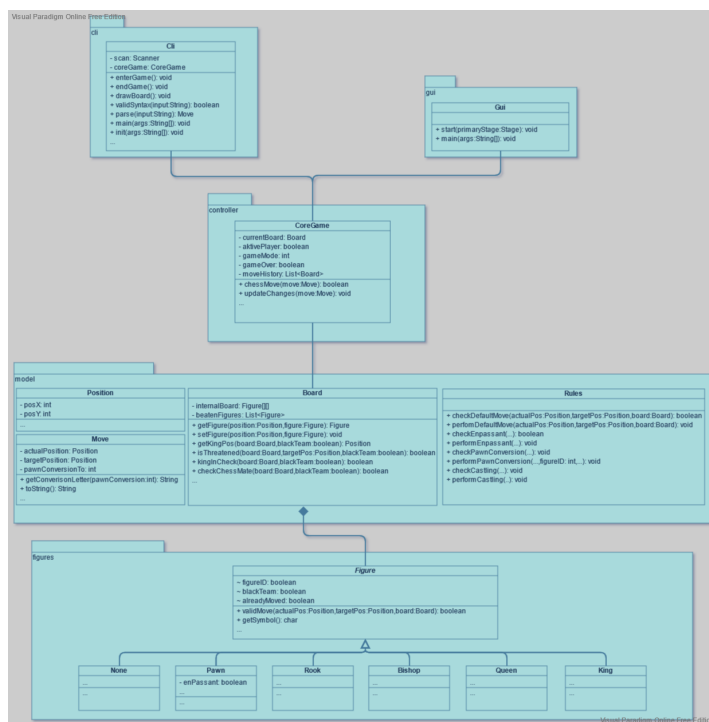 Visual Paradigm Online Free Edition
cli
Cli
- scan: Scanner
- coreGame: CoreGame
+ enterGame(): void
+ endGame(): void
+ drawBoard(): void
+ validSyntax(input:String): boolean
+ parse(input:String): Move
+ main(args:String[]): void
+ init(args:String[]): void
...
gui
Gui
+ start(primaryStage:Stage): void
+ main(args:String[]): void
controller
CoreGame
- currentBoard: Board
- aktivePlayer: boolean
- gameMode: int
- gameOver: boolean
- moveHistory: List<Board>
+ chessMove(move:Move): boolean
+ updateChanges(move:Move): void
...
model
Position
- posX: int
- posY: int
...
Move
- actualPosition: Position
- targetPosition: Position
- pawnConversionTo: int
+ getConverisonLetter(pawnConversion:int): String
+ toString(): String
...
Board
- internalBoard: Figure[][]
- beatenFigures: List<Figure>
+ getFigure(position:Position): Figure
+ setFigure(position:Position,figure:Figure): void
+ getKingPos(board:Board,blackTeam:boolean): Position
+ isThreatened(board:Board,targetPos:Position,blackTeam:boolean): boolean
+ kingInCheck(board:Board,blackTeam:boolean): boolean
+ checkChessMate(board:Board,blackTeam:boolean): boolean
...
Rules
+ checkDefaultMove(actualPos:Position,targetPos:Position,board:Board): boolean
+ performDefaultMove(actualPos:Position,targetPos:Position,board:Board): void
+ checkEnpassant(...): boolean
+ performEnpassant(...): void
+ checkPawnConversion(...): void
+ performPawnConversion(...,figureID: int,...): void
+ checkCastling(..): void
+ performCastling(..): void
figures
Figure
~ figureID: boolean
~ blackTeam: boolean
~ alreadyMoved: boolean
+ validMove(actualPos:Position,targetPos:Position,board:Board): boolean
+ getSymbol(): char
...
None
...
...
Pawn
- enPassant: boolean
...
...
Rook
...
...
Bishop
...
...
Queen
...
...
King
...
...
Visual Paradigm Online Free Edition